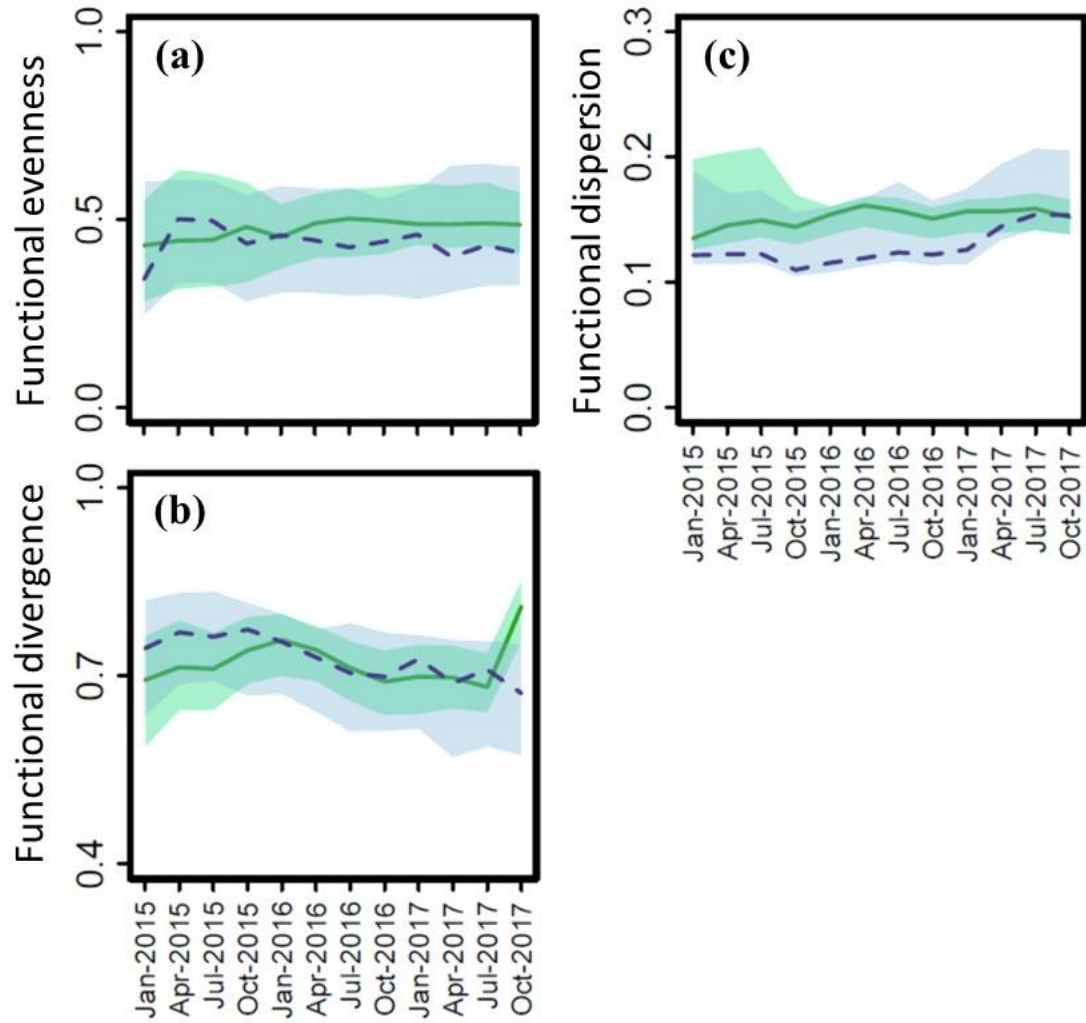 (a)
Functional evenness
1.0
0.5
0.0
(c)
Functional dispersion
0.3
0.2
0.1
0.0
Jan-2015
Apr-2015
Jul-2015
Oct-2015
Jan-2016
Apr-2016
Jul-2016
Oct-2016
Jan-2017
Apr-2017
Jul-2017
Oct-2017
(b)
Functional divergence
1.0
0.7
0.4
Jan-2015
Apr-2015
Jul-2015
Oct-2015
Jan-2016
Apr-2016
Jul-2016
Oct-2016
Jan-2017
Apr-2017
Jul-2017
Oct-2017